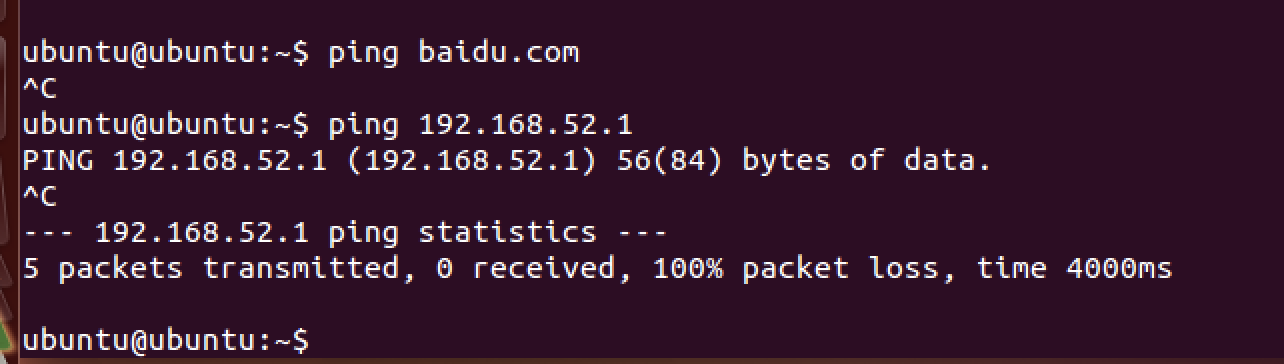 ubuntu@ubuntu:~$ ping baidu.com
^C
ubuntu@ubuntu:~$ ping 192.168.52.1
PING 192.168.52.1 (192.168.52.1) 56(84) bytes of data.
^C
--- 192.168.52.1 ping statistics ---
5 packets transmitted, 0 received, 100% packet loss, time 4000ms
ubuntu@ubuntu:~$